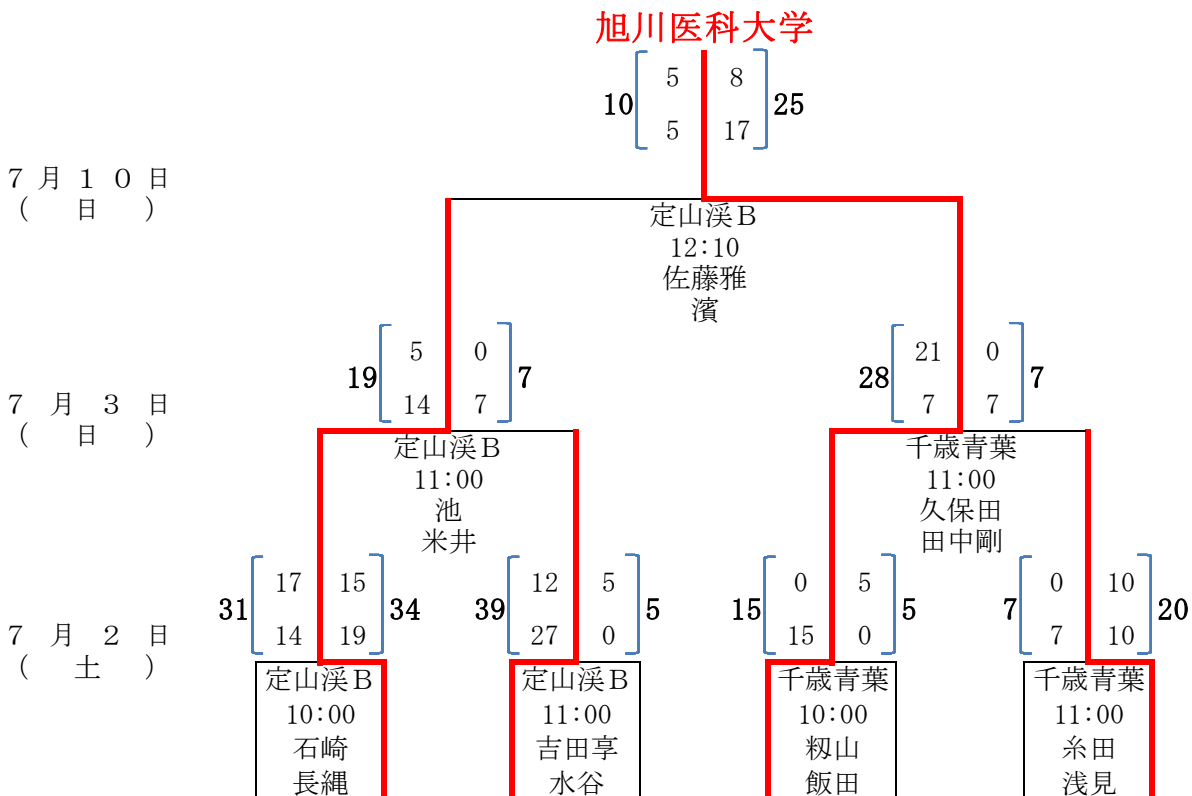 旭川医科大学
5 8
10 25
5 17
7月10日
(日)
定山渓B
12:10
佐藤雅
濱
5 0 21 0
19 7 28 7
14 7 7 7
7月3日
(日)
定山渓B 千歳青葉
11:00 11:00
池 久保田
米井 田中剛
17 15 12 5 0 5 0 10
31 34 39 5 15 5 7 20
14 19 27 0 15 0 7 10
7月2日
(土)
定山渓B 定山渓B 千歳青葉 千歳青葉
10:00 11:00 10:00 11:00
石崎 吉田享 籾山 糸田
長縄 水谷 飯田 浅見